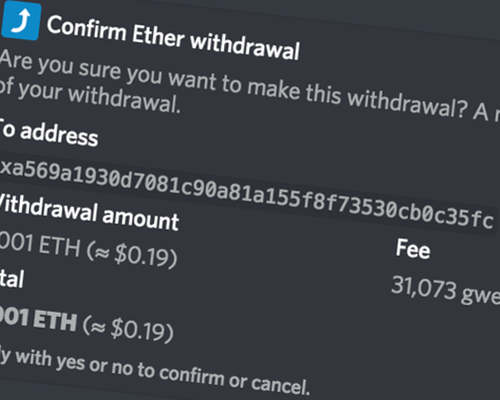 Confirm Ether withdrawal
Are you sure you want to make this withdrawal? A
of your withdrawal.
To address
xa569a1930d7081c90a81a155f8f73530cb0c35fc
Withdrawal amount
Fee
001 ETH (≈ $0.19)
31,073 gwe
tal
001 ETH (≈ $0.19)
y with yes or no to confirm or cancel.